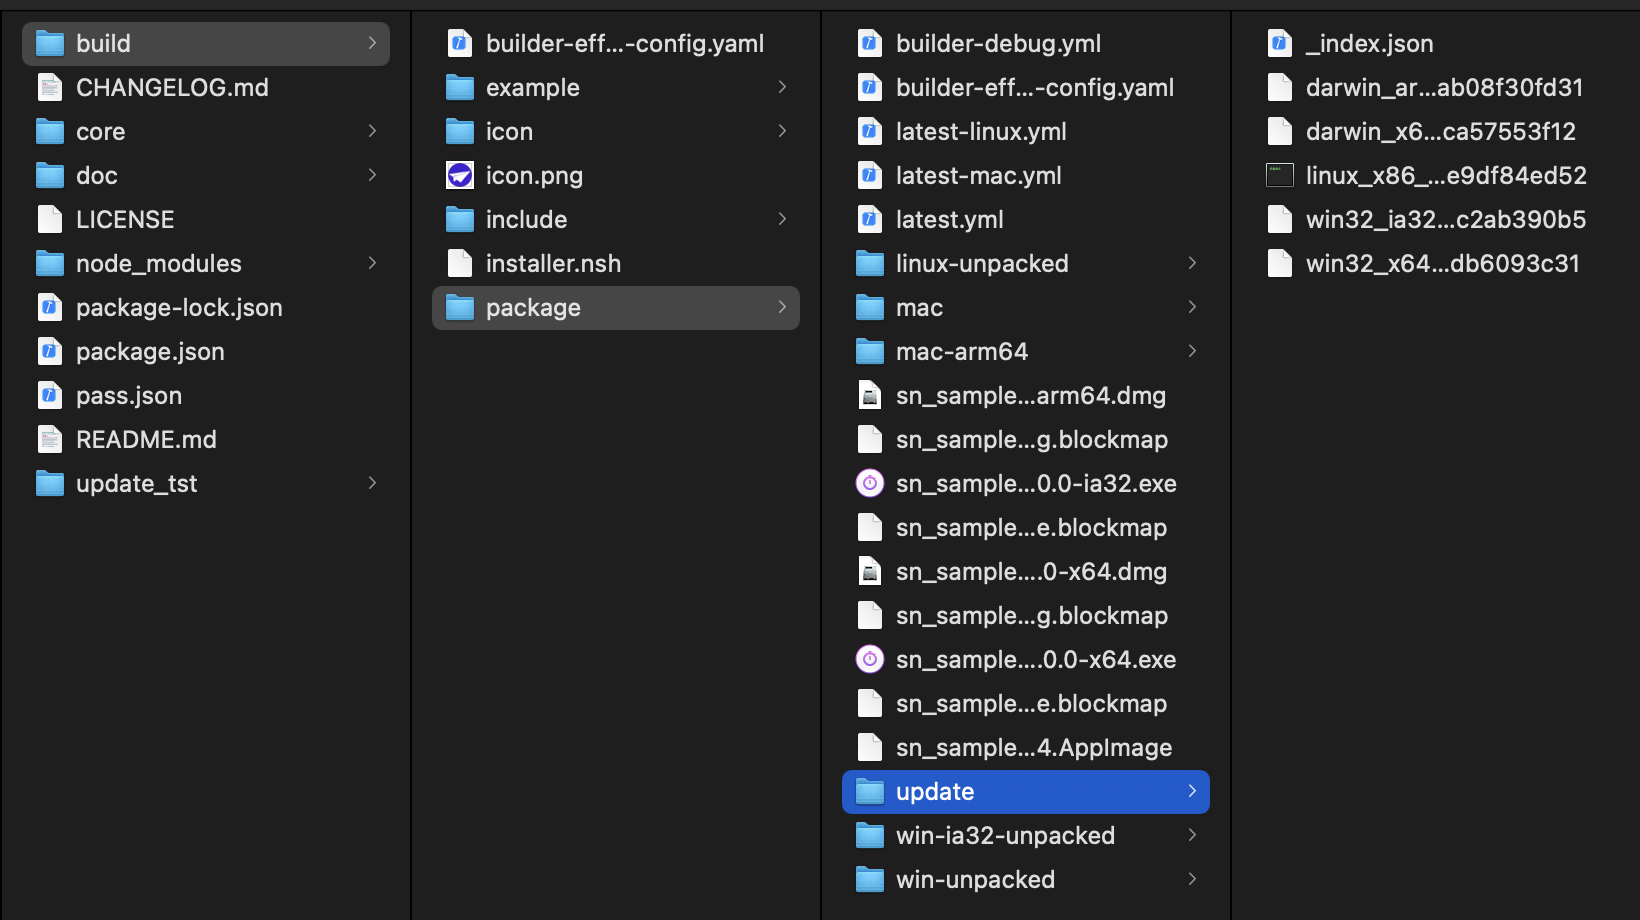 build
CHANGELOG.md
core
doc
LICENSE
node_modules
package-lock.json
package.json
pass.json
README.md
update_tst
builder-eff...-config.yaml
example
icon
icon.png
include
installer.nsh
package
builder-debug.yml
builder-eff...-config.yaml
latest-linux.yml
latest-mac.yml
latest.yml
linux-unpacked
mac
mac-arm64
sn_sample...arm64.dmg
sn_sample...g.blockmap
sn_sample...0.0-ia32.exe
sn_sample...e.blockmap
sn_sample....0-x64.dmg
sn_sample...g.blockmap
sn_sample....0.0-x64.exe
sn_sample...e.blockmap
sn_sample...4.AppImage
update
win-ia32-unpacked
win-unpacked
_index.json
darwin_ar...ab08f30fd31
darwin_x6...ca57553f12
linux_x86_...e9df84ed52
win32_ia32...c2ab390b5
win32_x64...db6093c31